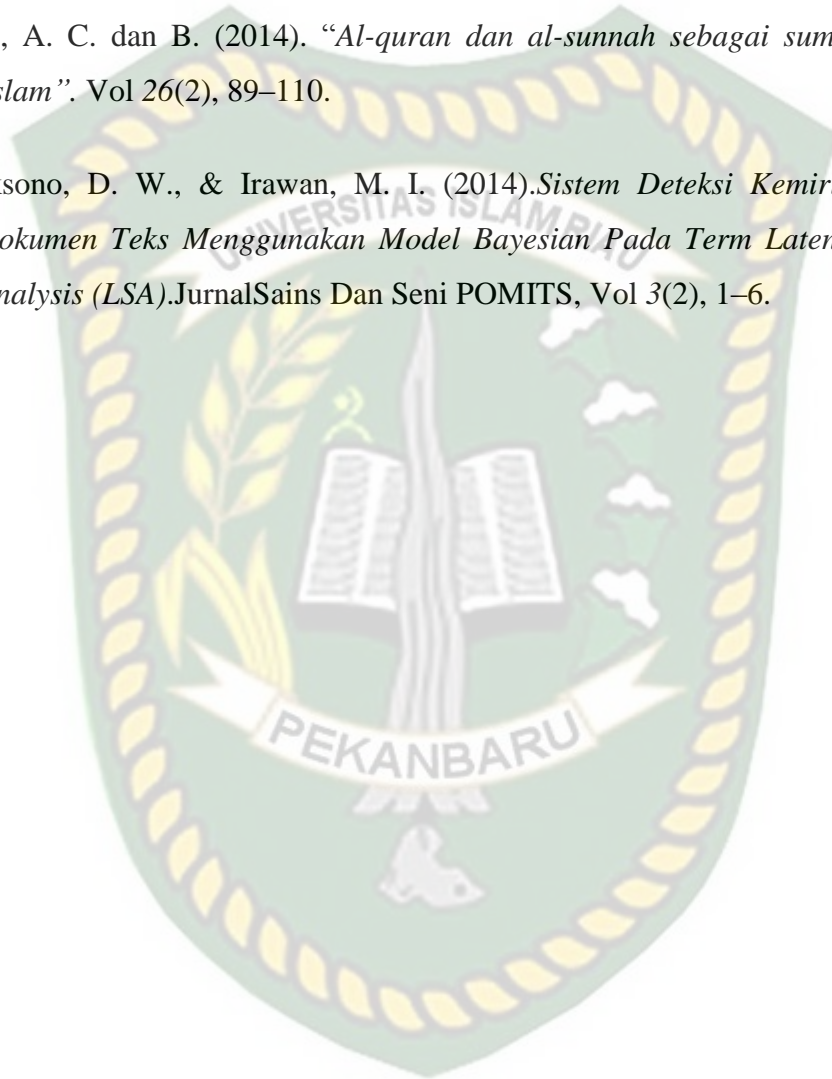 , A. C. dan B. (2014). “Al-quran dan al-sunnah sebagai sum
slam”. Vol 26(2), 89–110.
ksono, D. W., & Irawan, M. I. (2014).Sistem Deteksi Kemir
okumen Teks Menggunakan Model Bayesian Pada Term Laten
nalysis (LSA).JurnalSains Dan Seni POMITS, Vol 3(2), 1–6.
UNIVERSITAS ISLAM RIAU
PEKANBARU